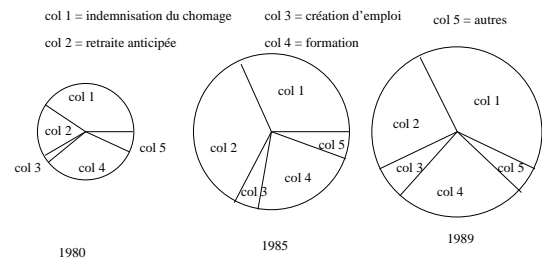 col 1 = indemnisation du chomage
col 3 = création d'emploi
col 5 = autres
col 2 = retraite anticipée
col 4 = formation
col 1
col 2
col 3
col 4
col 5
1980
col 1
col 2
col 3
col 4
col 5
1985
col 1
col 2
col 3
col 4
col 5
1989